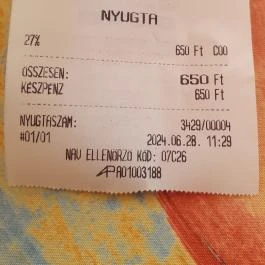 NYUGTA
27%
650 Ft C00
ÖSSZESEN: 650 Ft
KÉSZPÉNZ 650 Ft
NYUGTASZÁM: 3429/00004
#01/01 2024.06.28. 11:29
NAV ELLENŐRZŐ KÓD: 07C26
AP A01003188